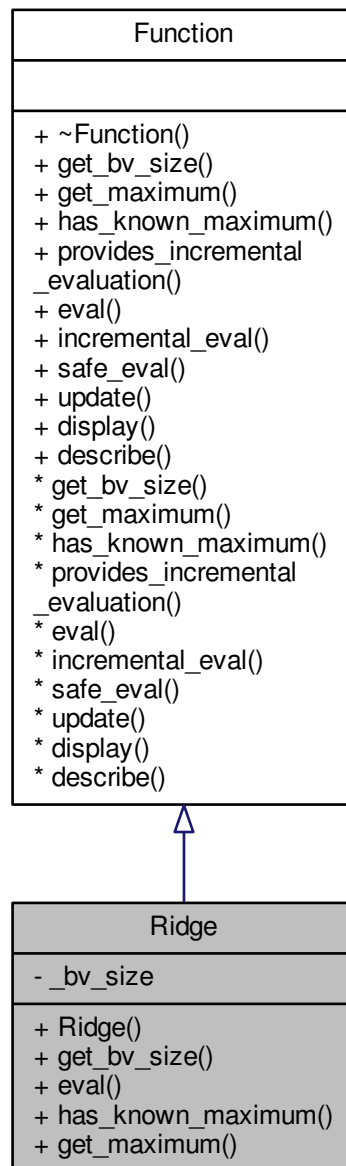 Function
+ ~Function()
+ get_bv_size()
+ get_maximum()
+ has_known_maximum()
+ provides_incremental
_evaluation()
+ eval()
+ incremental_eval()
+ safe_eval()
+ update()
+ display()
+ describe()
* get_bv_size()
* get_maximum()
* has_known_maximum()
* provides_incremental
_evaluation()
* eval()
* incremental_eval()
* safe_eval()
* update()
* display()
* describe()
Ridge
- _bv_size
+ Ridge()
+ get_bv_size()
+ eval()
+ has_known_maximum()
+ get_maximum()